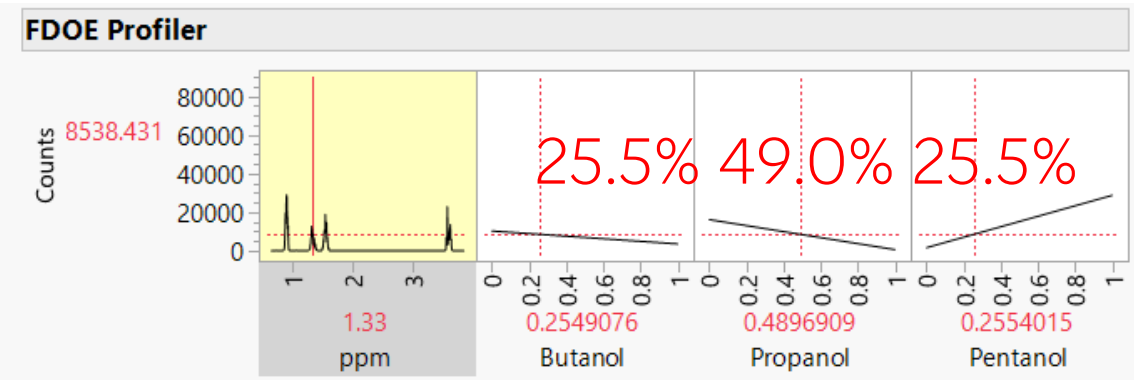 FDOE Profiler
Counts
8538.431
80000
60000
40000
20000
0
25.5% 49.0% 25.5%
1 2 3
0 0.2 0.4 0.6 0.8 1
0 0.2 0.4 0.6 0.8 1
0 0.2 0.4 0.6 0.8 1
1.33 0.2549076 0.4896909 0.2554015
ppm Butanol Propanol Pentanol